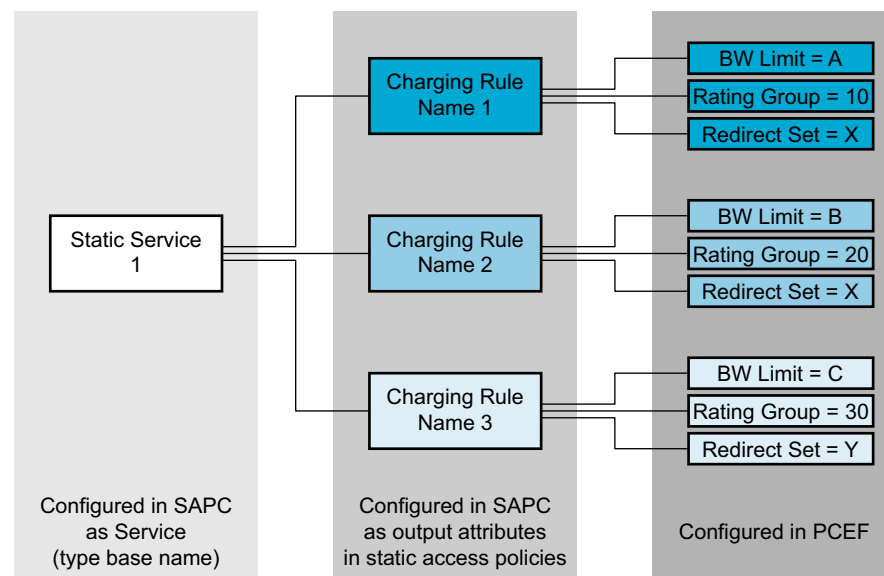 Static Service
1
Configured in SAPC
as Service
(type base name)
Charging Rule
Name 1
Charging Rule
Name 2
Charging Rule
Name 3
Configured in SAPC
as output attributes
in static access policies
BW Limit = A
Rating Group = 10
Redirect Set = X
BW Limit = B
Rating Group = 20
Redirect Set = X
BW Limit = C
Rating Group = 30
Redirect Set = Y
Configured in PCEF